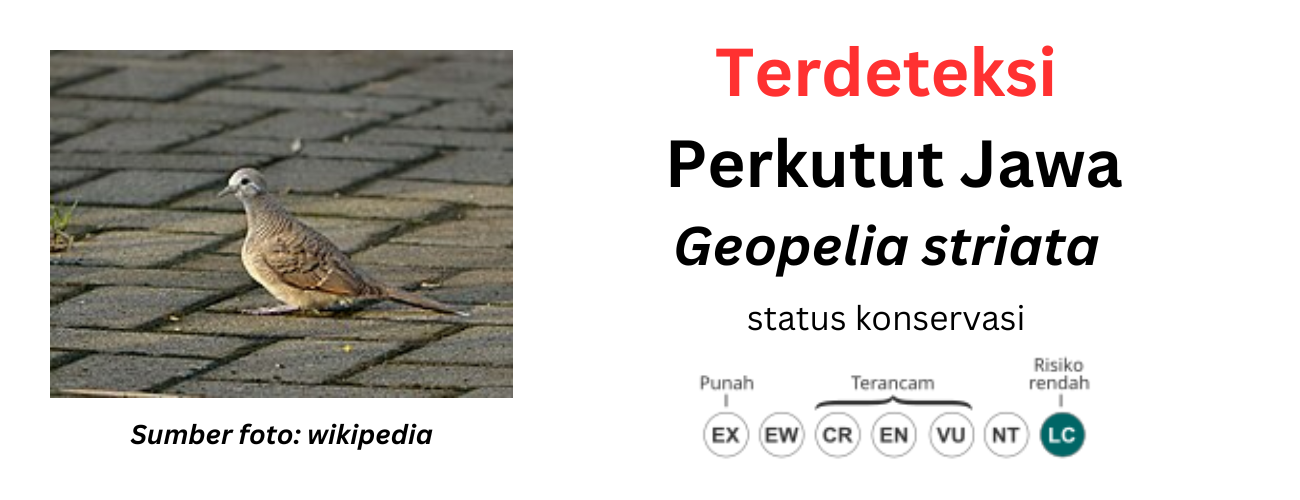 Terdeteksi
Perkutut Jawa
Geopelia striata
status konservasi
Punah Terancam Risiko rendah
EX EW CR EN VU NT LC
Sumber foto: wikipedia